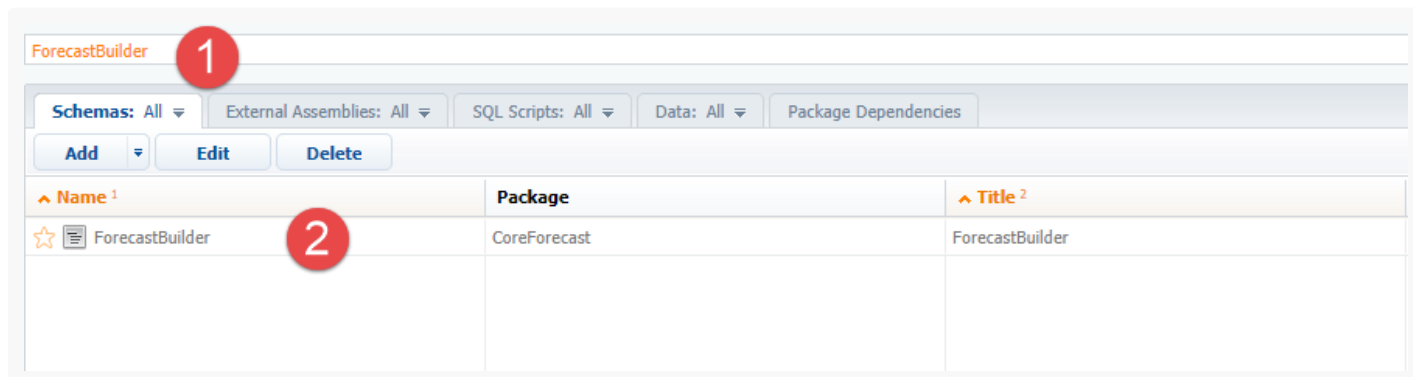 ForecastBuilder 1
Schemas: All External Assemblies: All SQL Scripts: All Data: All Package Dependencies
Add Edit Delete
Name 1 Package Title 2
ForecastBuilder 2 CoreForecast ForecastBuilder